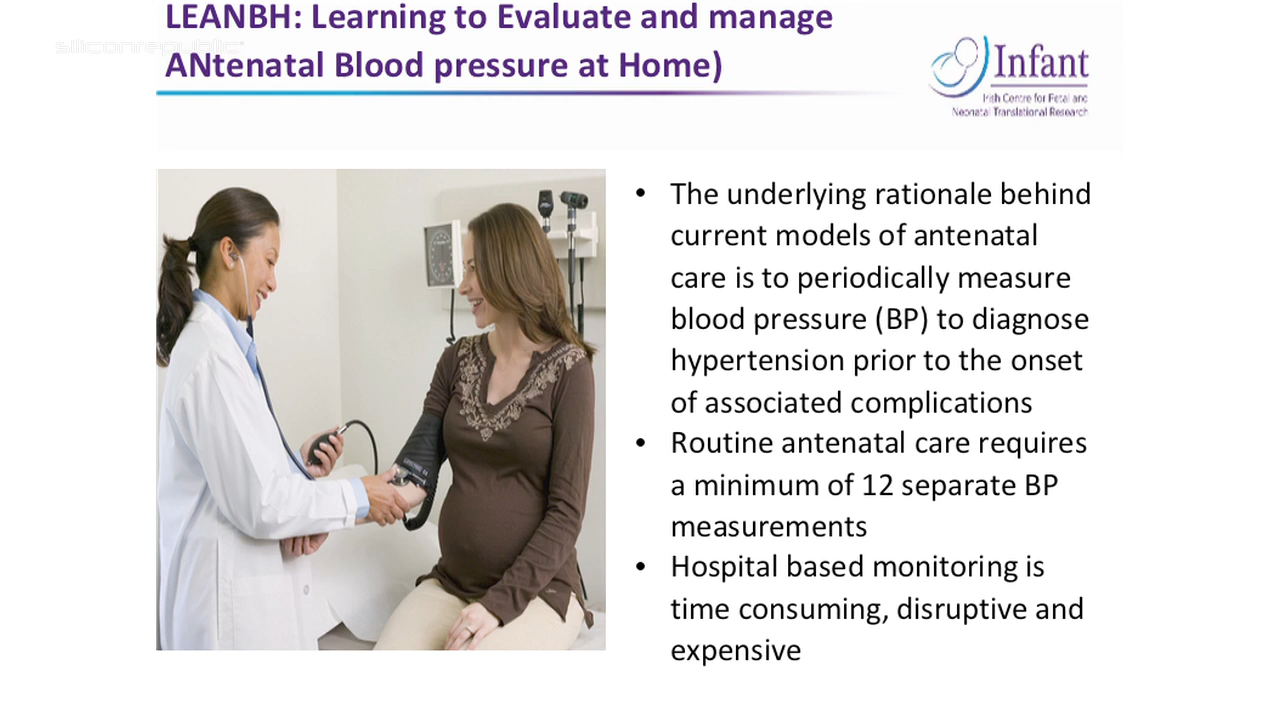 LEANBH: Learning to Evaluate and manage
siliconrepublic
ANtenatal Blood pressure at Home)
Infant
Irish Centre for Fetal and
Neonatal Translational Research
• The underlying rationale behind
current models of antenatal
care is to periodically measure
blood pressure (BP) to diagnose
hypertension prior to the onset
of associated complications
• Routine antenatal care requires
a minimum of 12 separate BP
measurements
• Hospital based monitoring is
time consuming, disruptive and
expensive